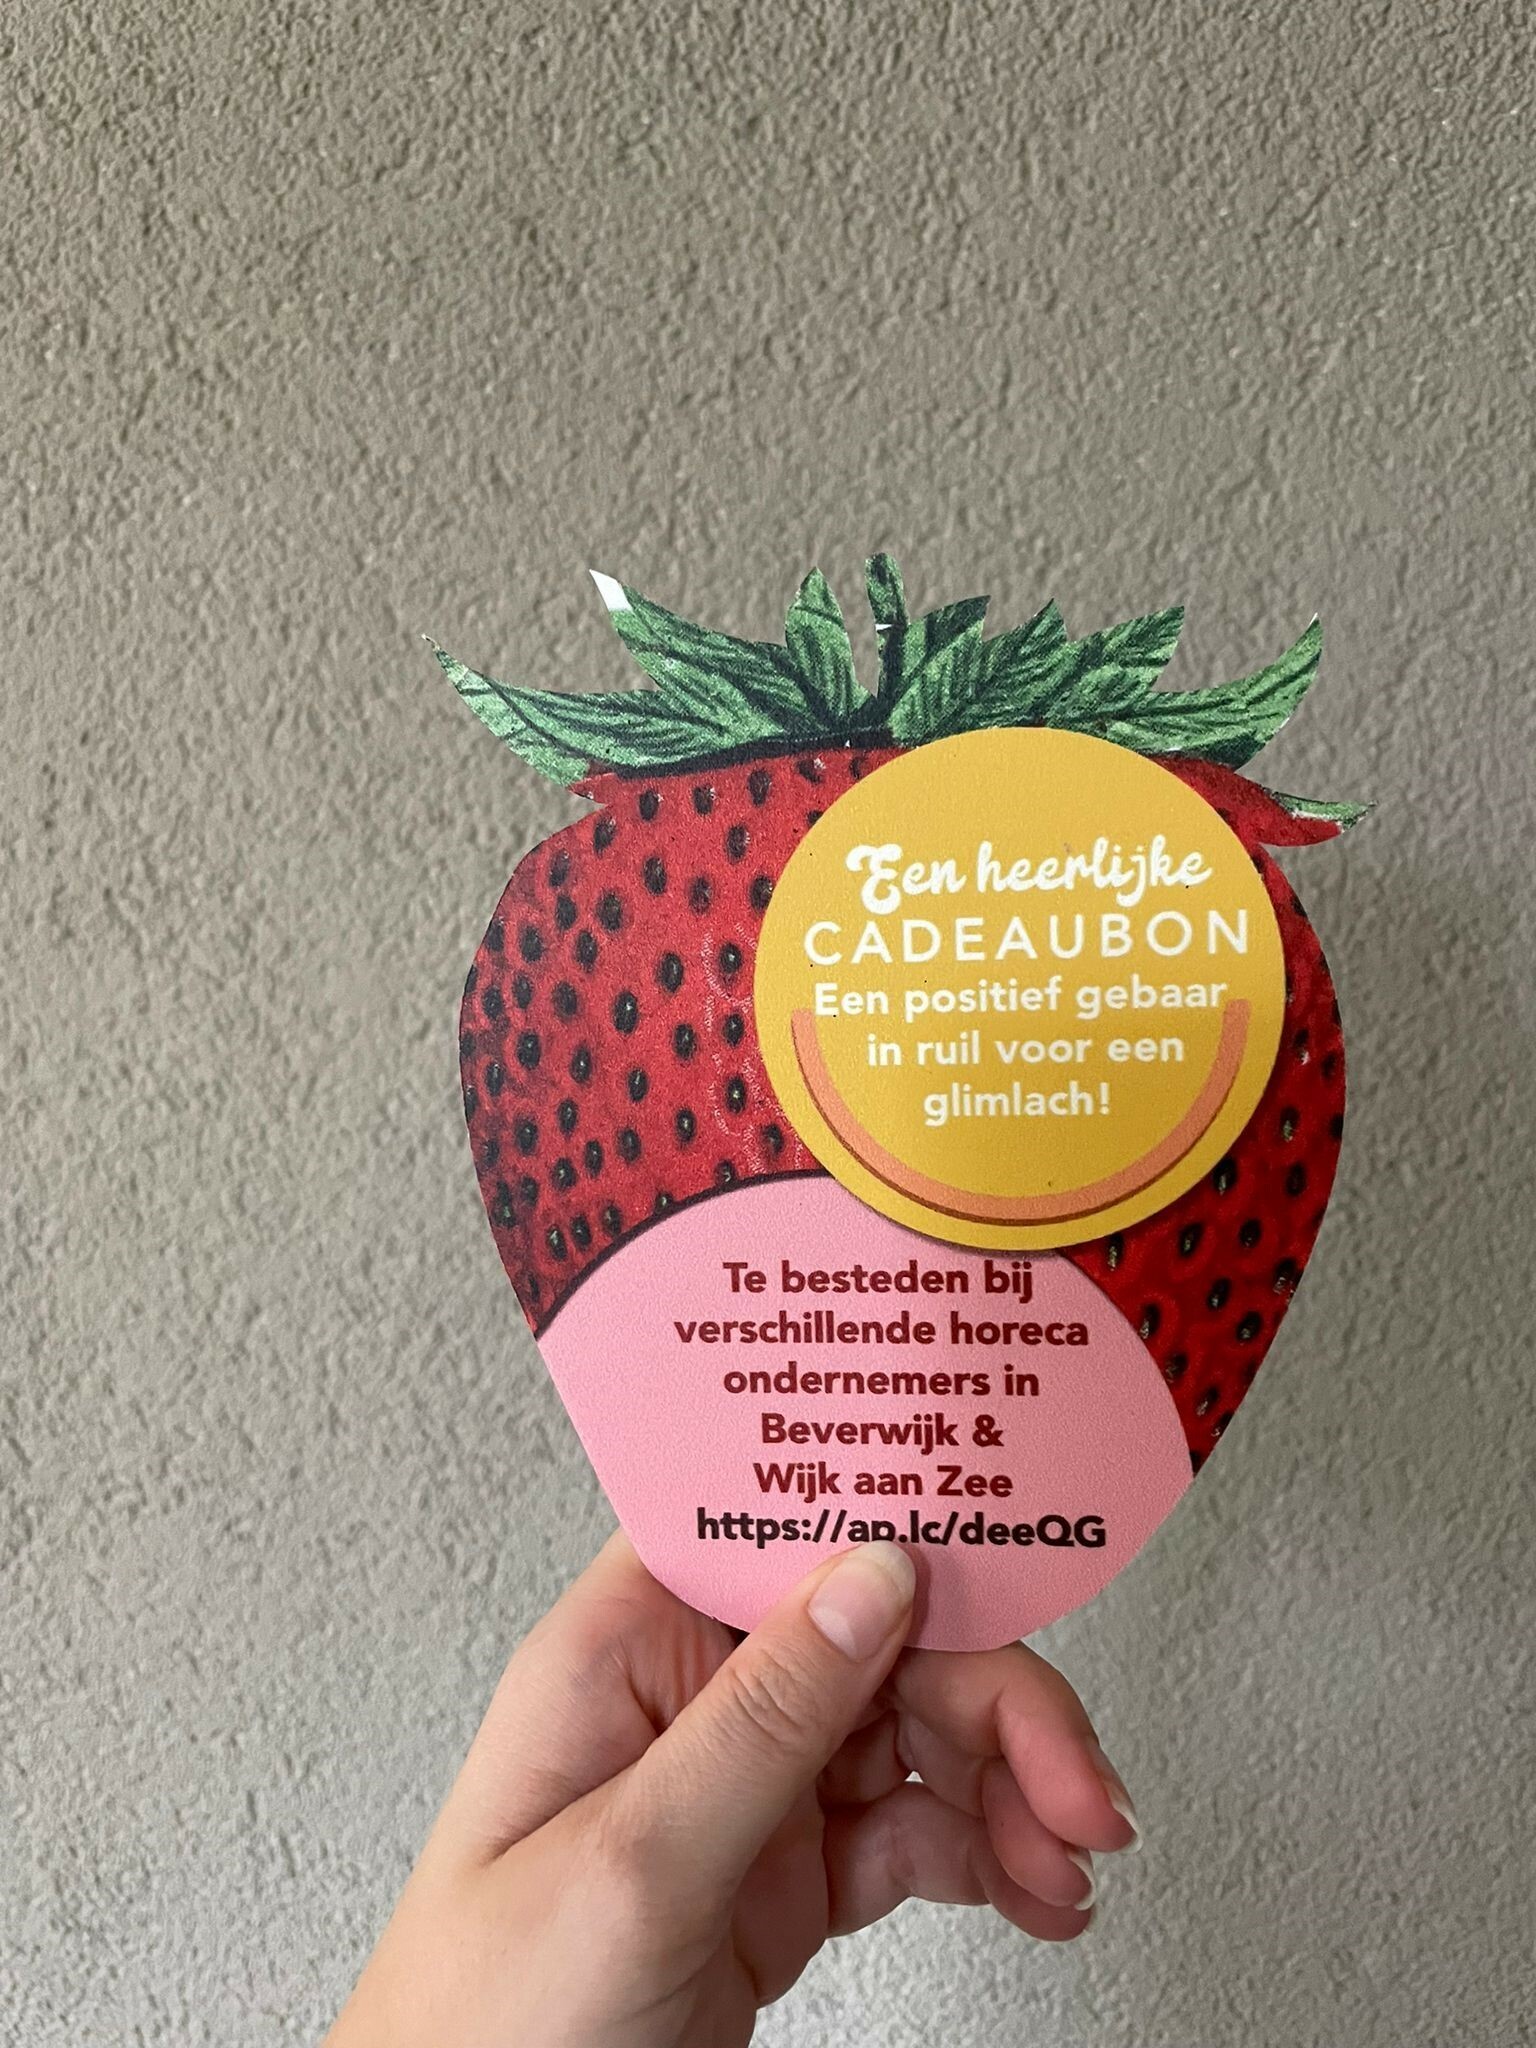 Een heerlijke
CADEAUBON
Een positief gebaar
in ruil voor een
glimlach!
Te besteden bij
verschillende horeca
ondernemers in
Beverwijk &
Wijk aan Zee
https://ap.lc/deeQG